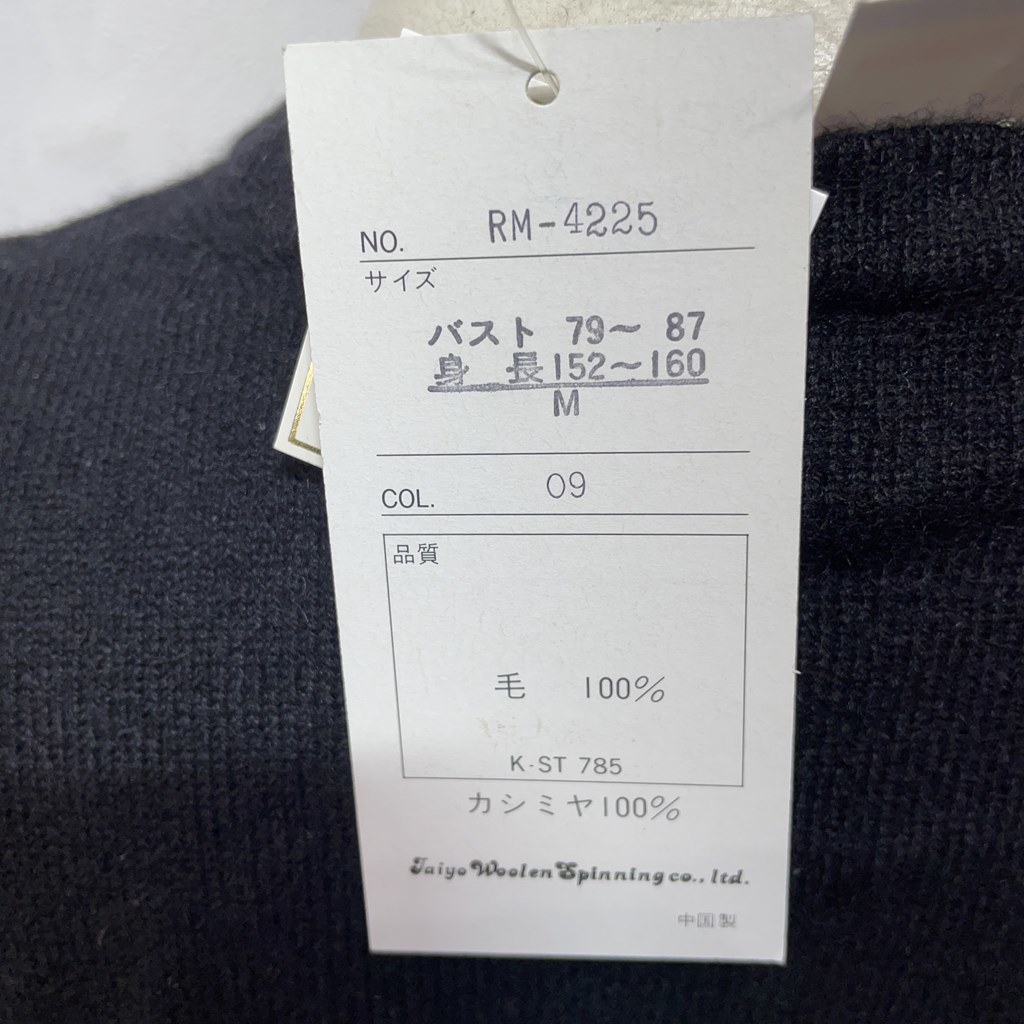 NO. RM-4225
サイズ
バスト 79～ 87
身 長152～160
M
COL. 09
品質
毛 100%
K-ST 785
カシミヤ100%
Taiyo Woolen Spinning co., ltd.
中国製